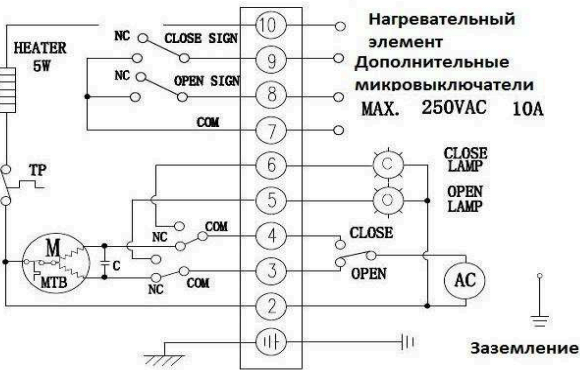 10
Нагревательный
элемент
HEATER
5W
NC
CLOSE SIGN
9
Дополнительные
микровыключатели
NC
OPEN SIGN
8
MAX. 250VAC 10A
COM
7
6
CLOSE
LAMP
TP
5
OPEN
LAMP
COM
4
CLOSE
M
NC
C
MTB
NC
COM
3
OPEN
AC
2
Заземление